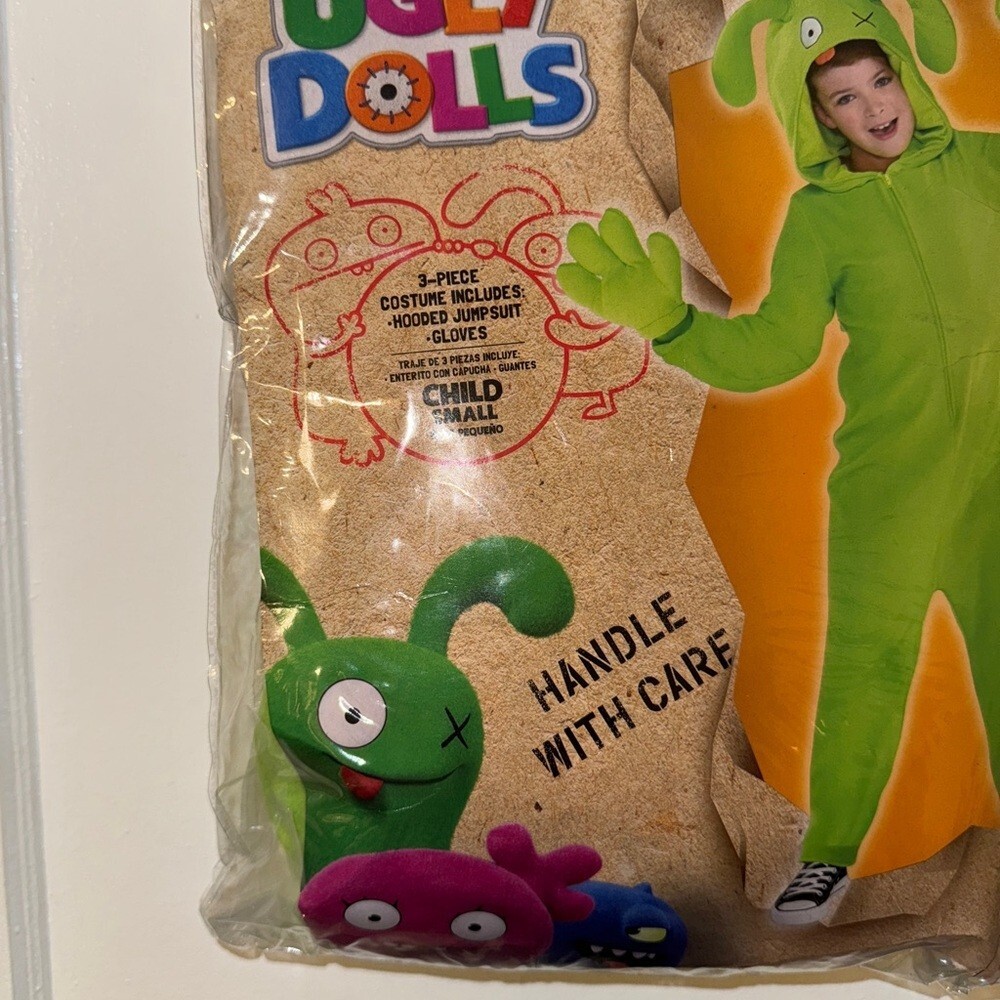 UGLY
DOLLS
3-PIECE
COSTUME INCLUDES:
•HOODED JUMPSUIT
•GLOVES
TRAJE DE 3 PIEZAS INCLUYE:
• ENTERITO CON CAPUCHA • GUANTES
CHILD
SMALL
PEQUEÑO
HANDLE
WITH CARE